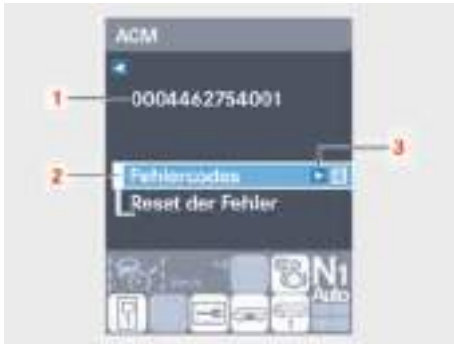 ACM
1
0004462754001
3
2
Fehlercodes
Reset der Fehler
N1
Auto